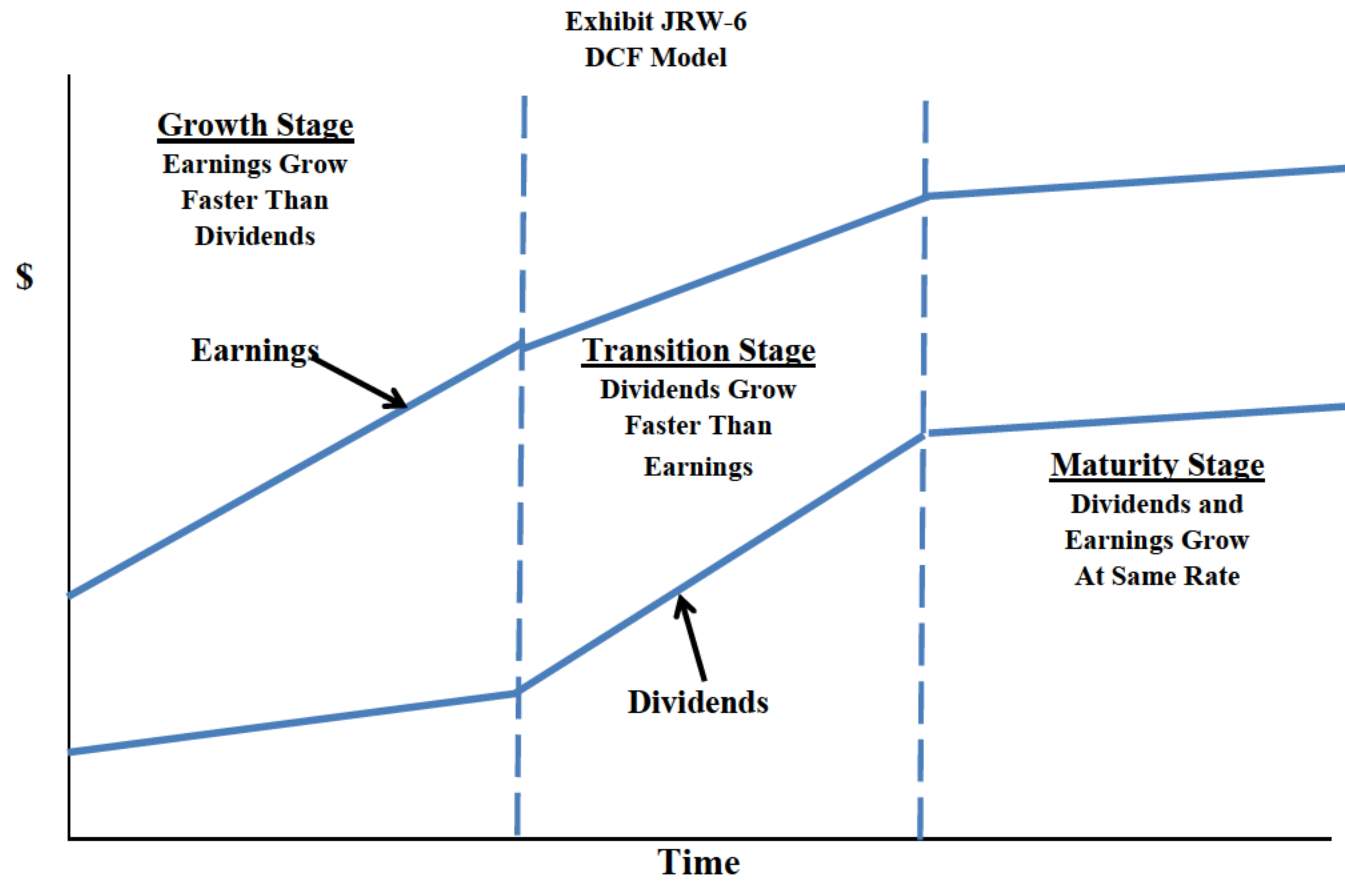 Exhibit JRW-6
DCF Model
Growth Stage
Earnings Grow
Faster Than
Dividends
$
Earnings
Transition Stage
Dividends Grow
Faster Than
Earnings
Maturity Stage
Dividends and
Earnings Grow
At Same Rate
Dividends
Time